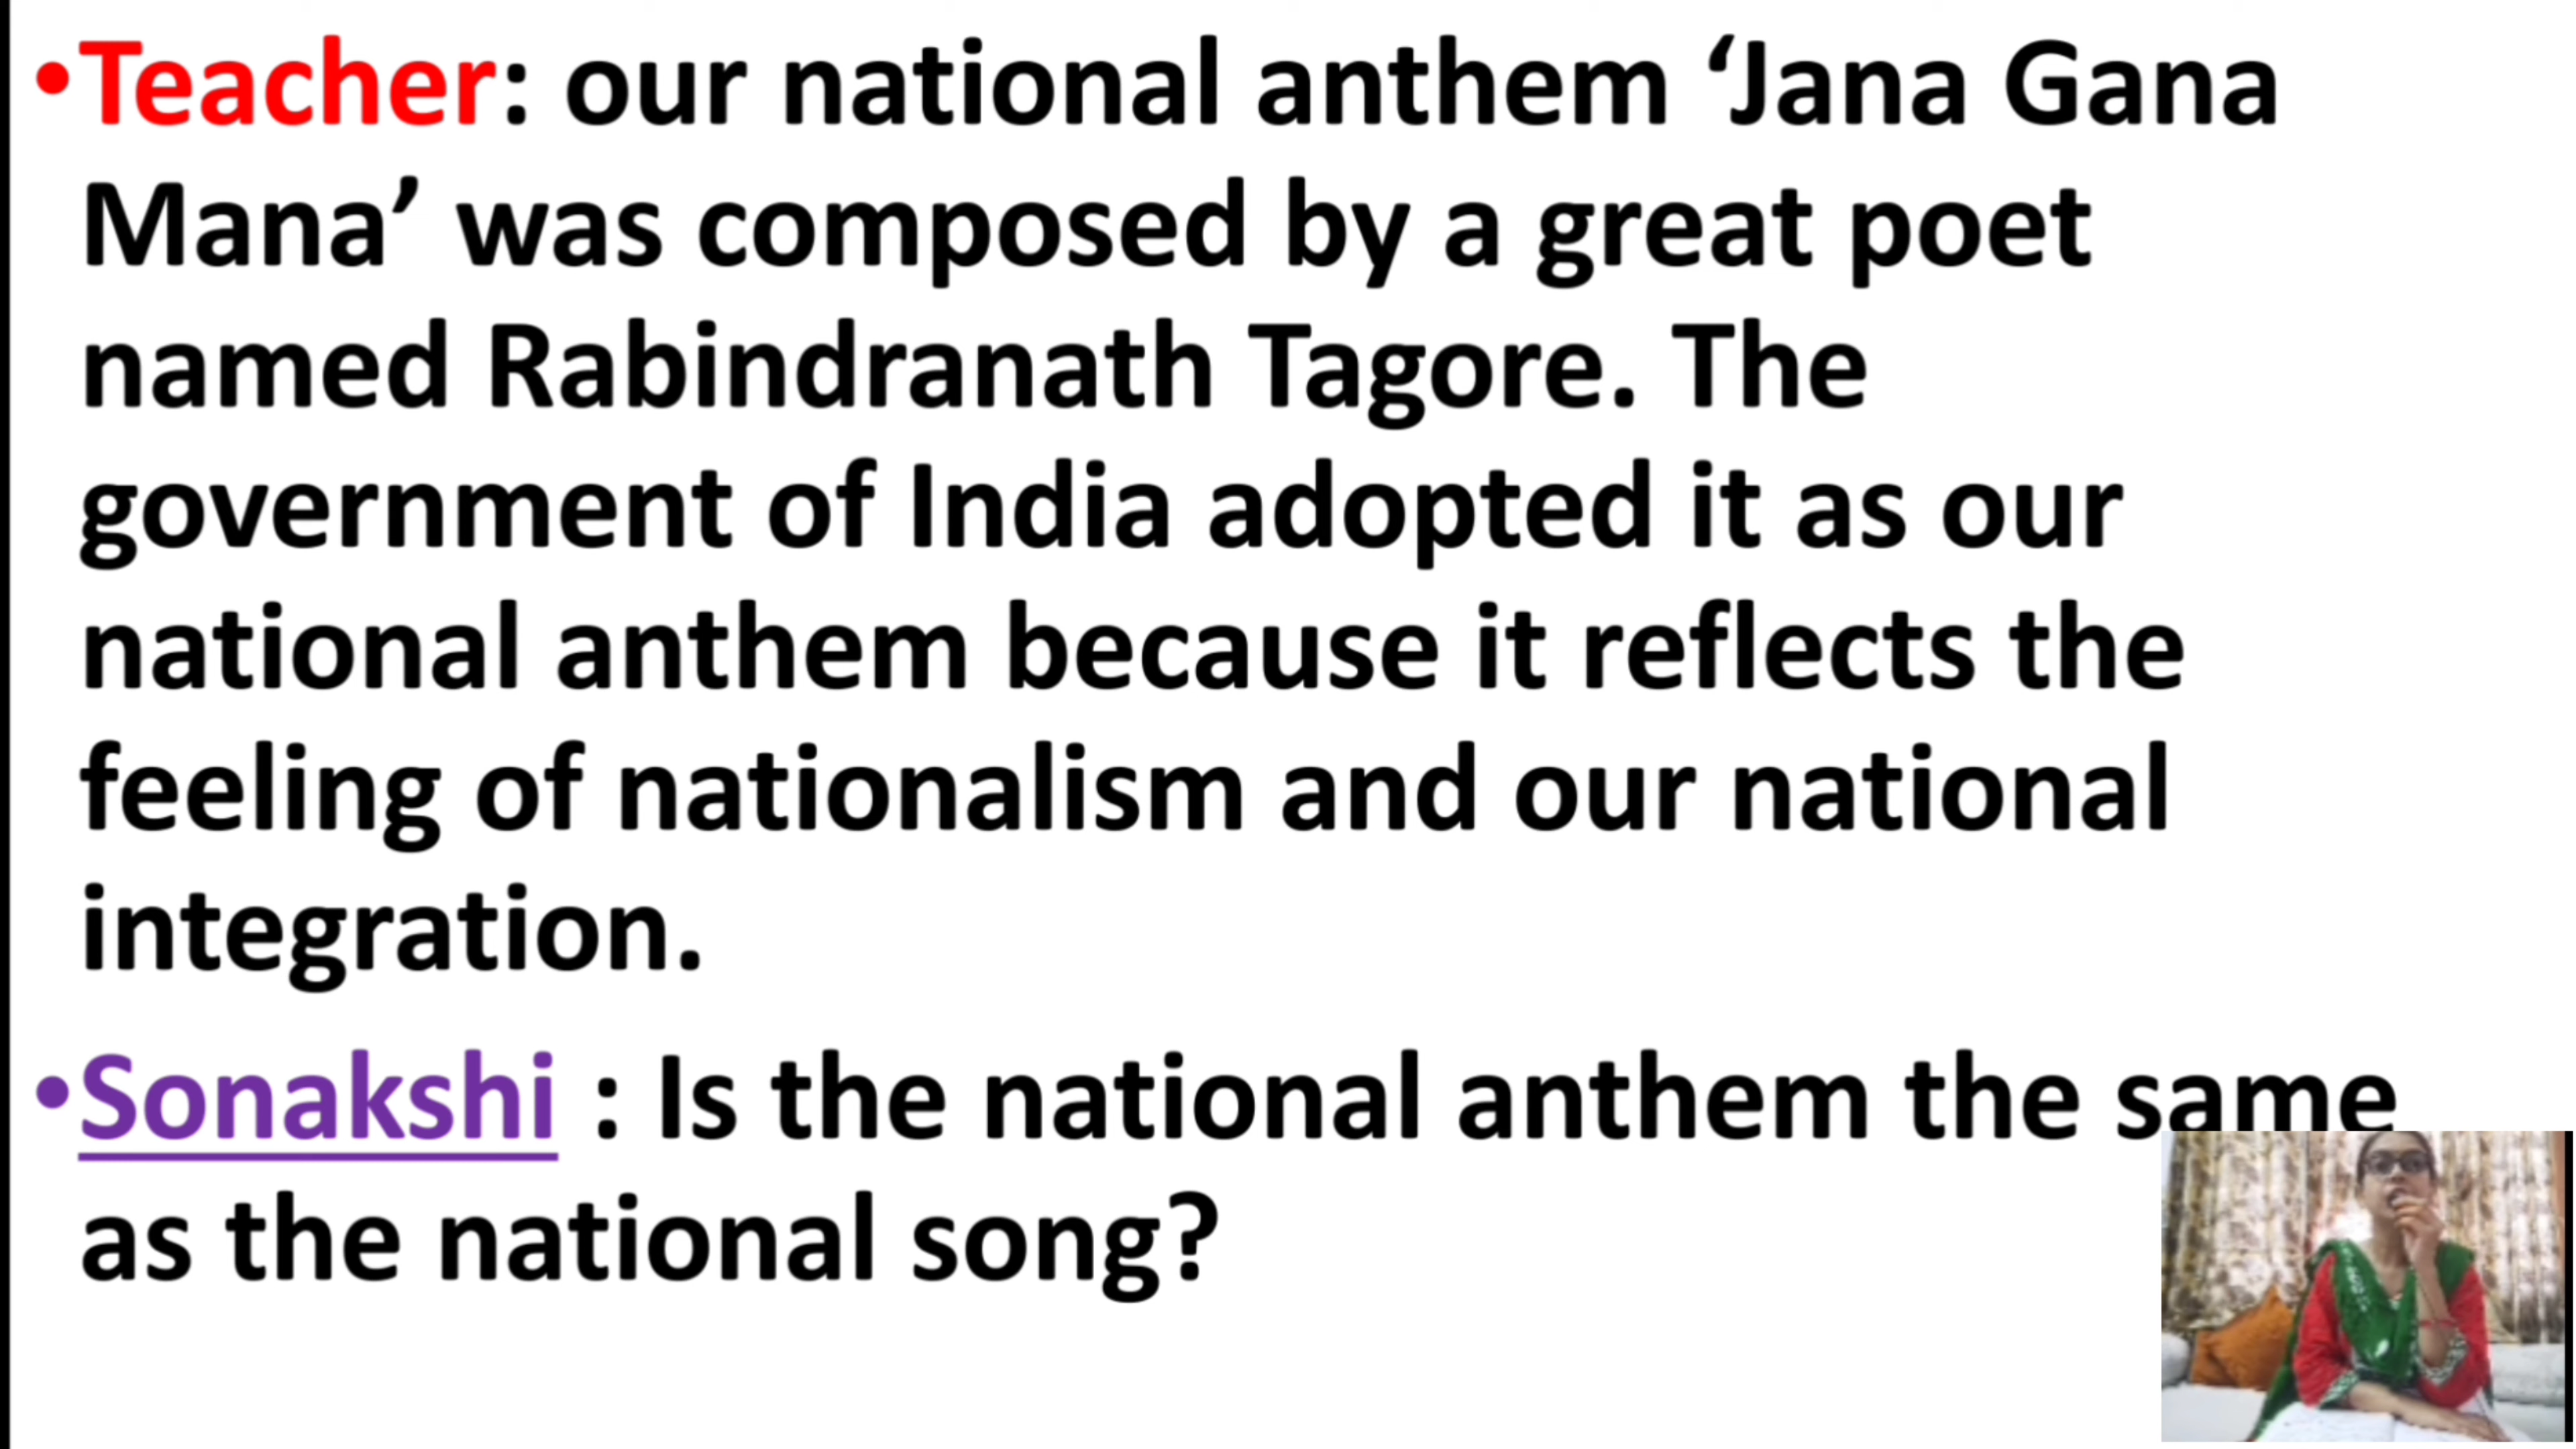 •Teacher: our national anthem ‘Jana Gana
Mana’ was composed by a great poet
named Rabindranath Tagore. The
government of India adopted it as our
national anthem because it reflects the
feeling of nationalism and our national
integration.
•Sonakshi : Is the national anthem the same
as the national song?